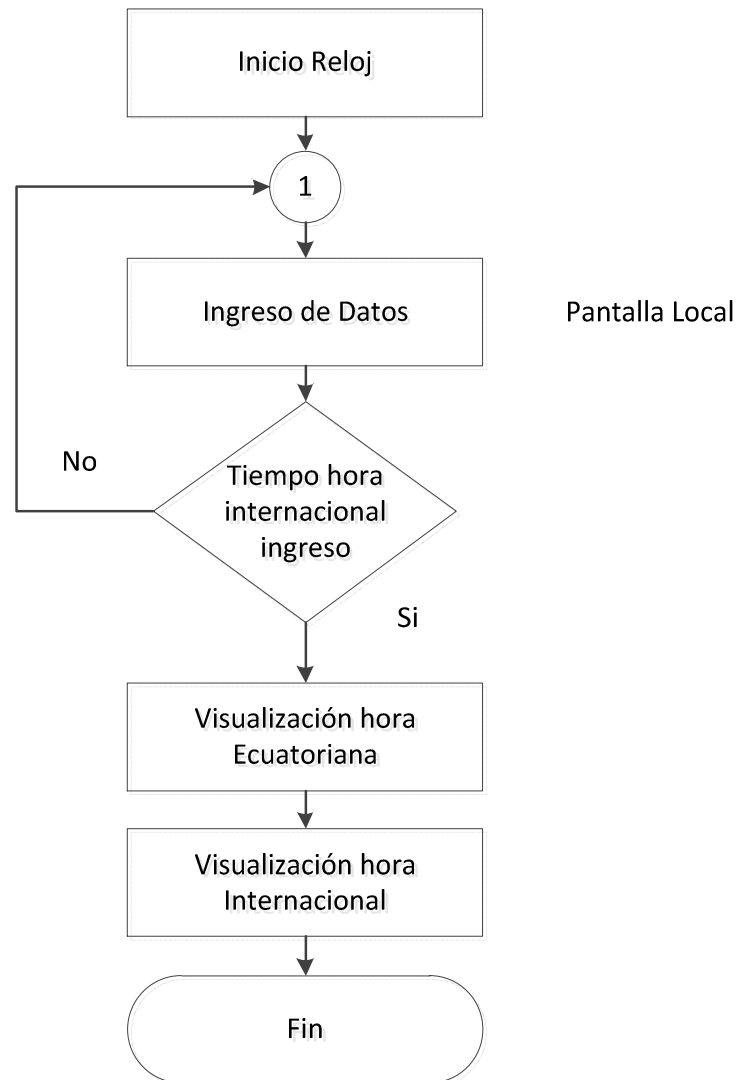 Inicio Reloj
1
Ingreso de Datos
Pantalla Local
No
Tiempo hora
internacional
ingreso
Si
Visualización hora
Ecuatoriana
Visualización hora
Internacional
Fin